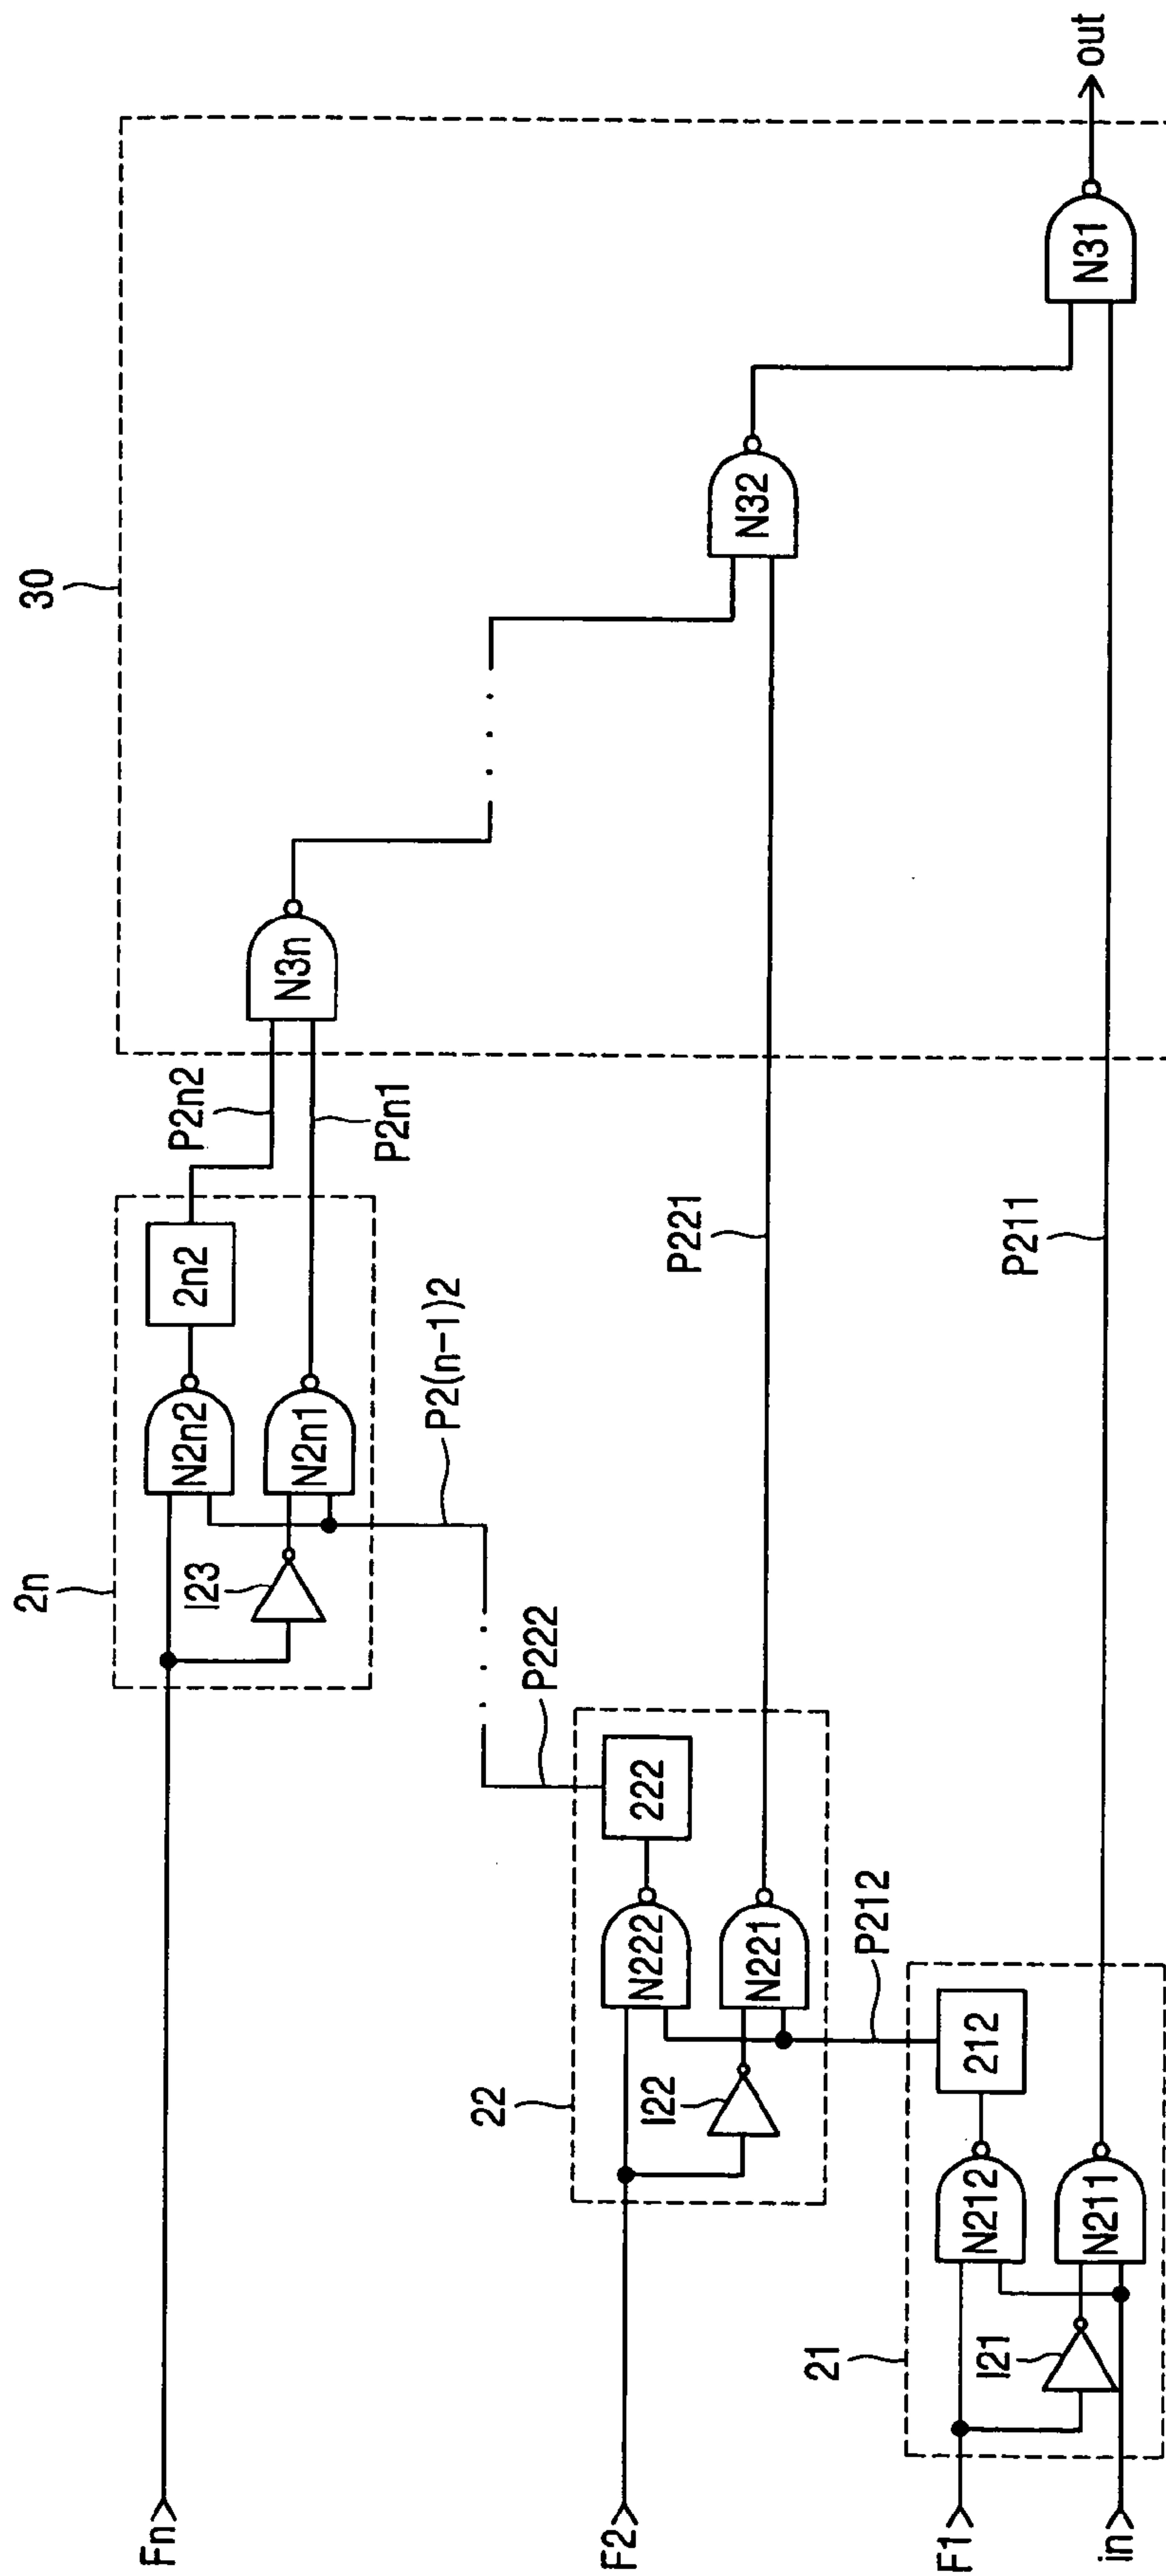 30
out
N31
N32
N3n
P2n2
P2n1
P221
P211
2n
2n2
N2n2
N2n1
I23
P2(n-1)2
P222
22
222
N222
N221
I22
P212
21
212
N212
N211
I21
Fn
F2
F1
in